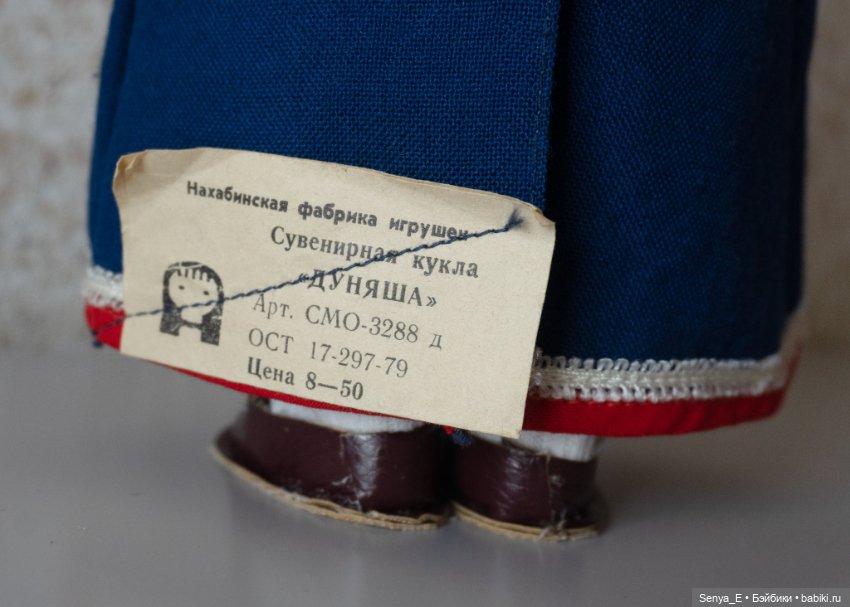 Нахабинская фабрика игрушек
Сувенирная кукла
«ДУНЯША»
Арт. СМО-3288 д
ОСТ 17-297-79
Цена 8—50
Senya_E • Бэйбики • babiki.ru